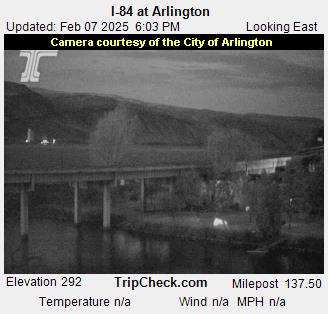 I-84 at Arlington
Updated: Feb 07 2025 6:03 PM Looking East
Camera courtesy of the City of Arlington
Elevation 292 TripCheck.com Milepost 137.50
Temperature n/a Wind n/a MPH n/a